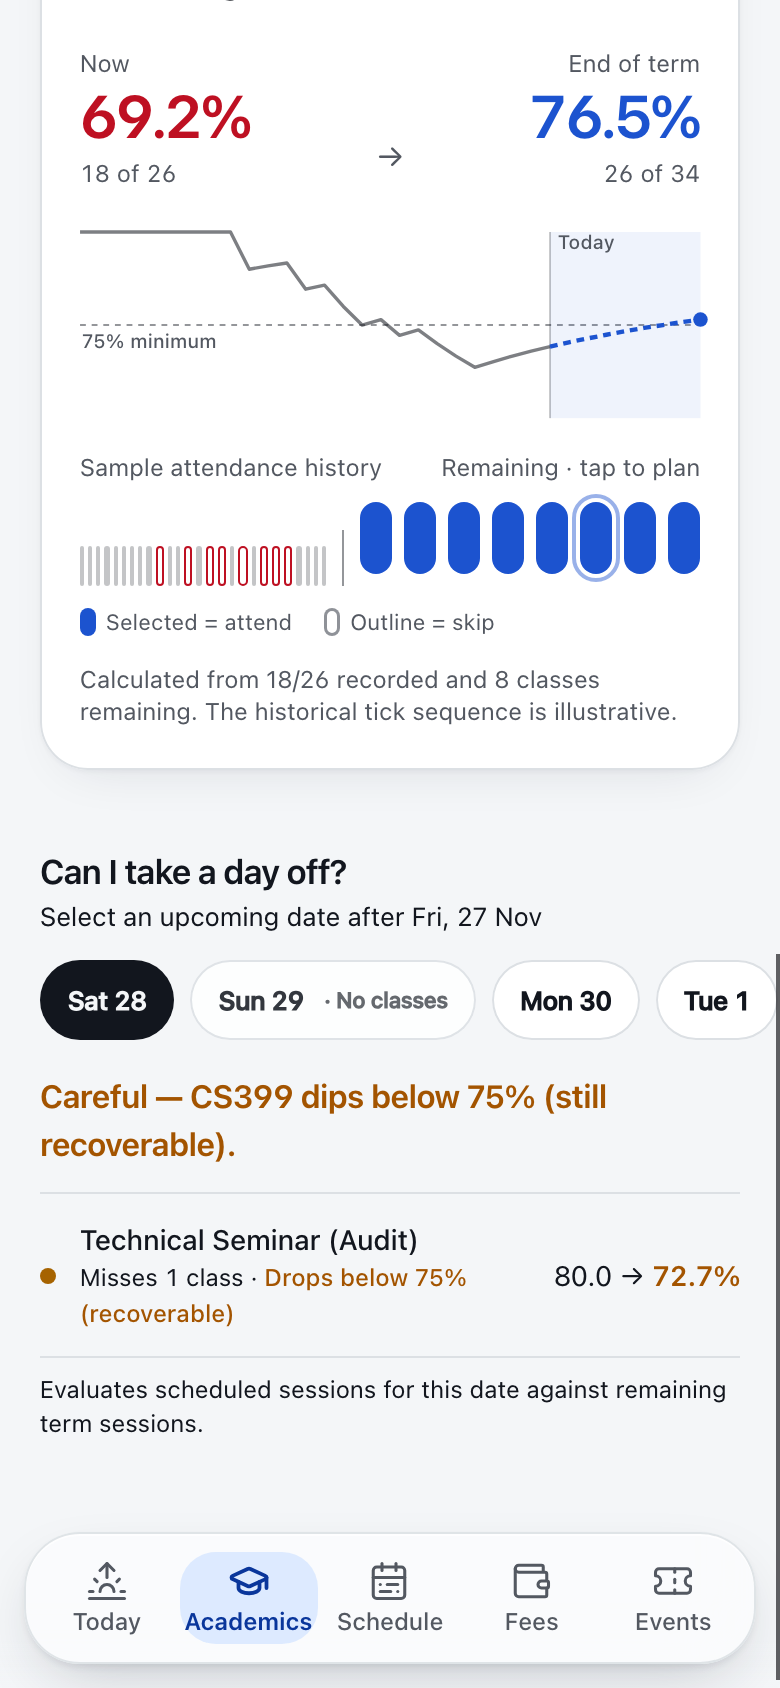 Now
End of term
69.2%
→
76.5%
18 of 26
26 of 34
Today
75% minimum
Sample attendance history
Remaining · tap to plan
Selected = attend
Outline = skip
Calculated from 18/26 recorded and 8 classes
remaining. The historical tick sequence is illustrative.
Can I take a day off?
Select an upcoming date after Fri, 27 Nov
Sat 28
Sun 29 · No classes
Mon 30
Tue 1
Careful — CS399 dips below 75% (still
recoverable).
Technical Seminar (Audit)
Misses 1 class · Drops below 75%
(recoverable)
80.0 → 72.7%
Evaluates scheduled sessions for this date against remaining
term sessions.
Today
Academics
Schedule
Fees
Events